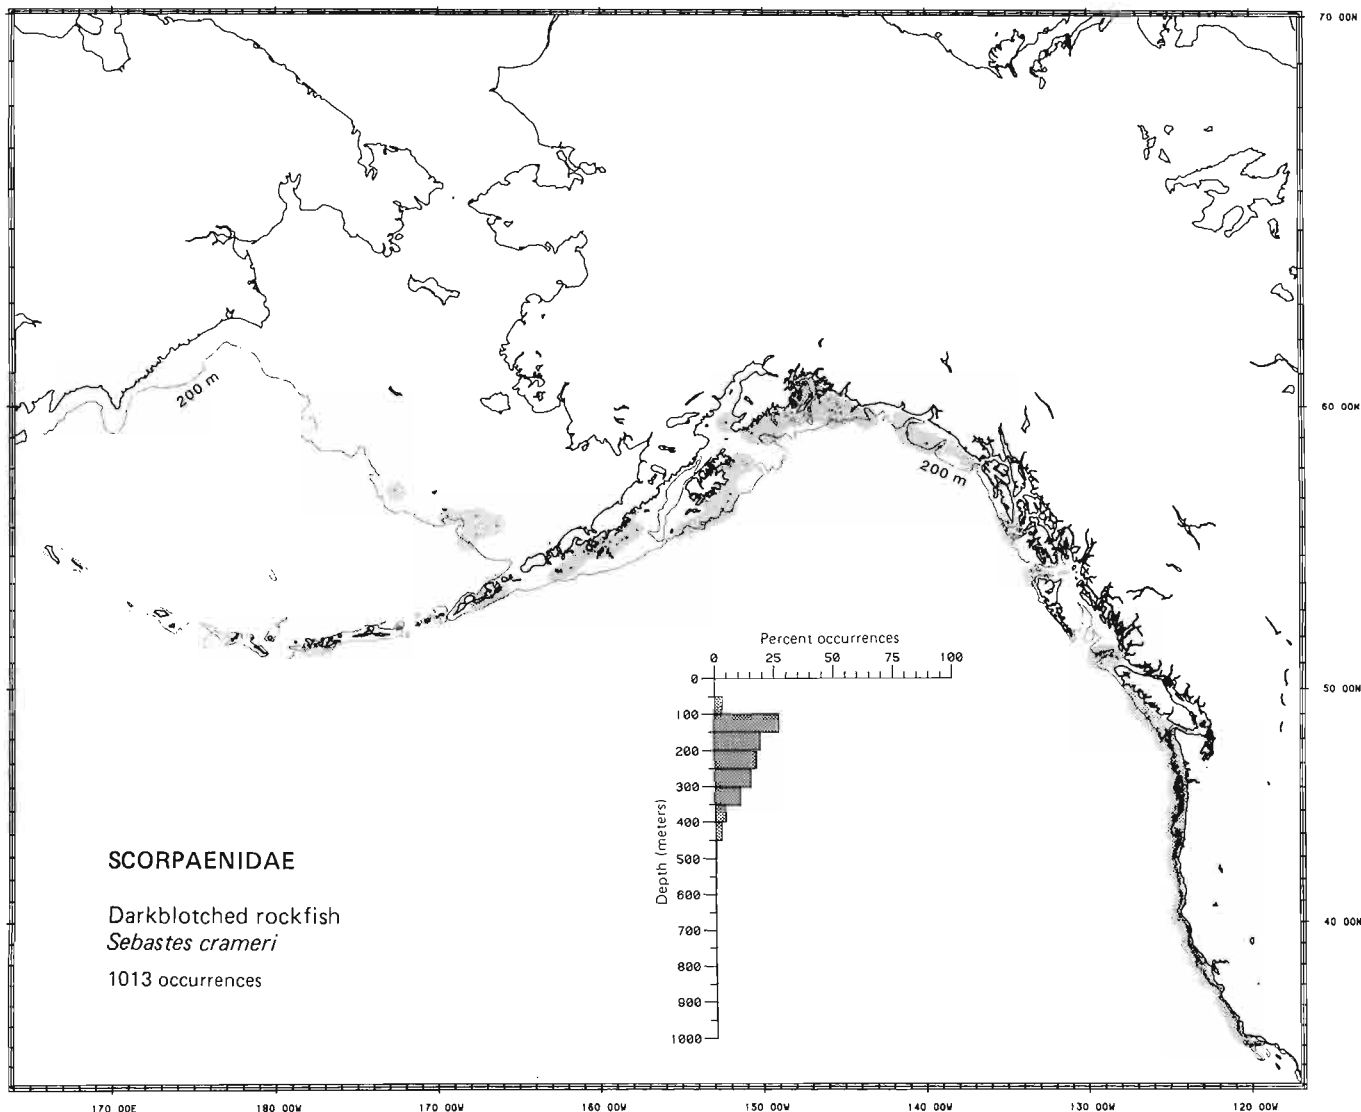 70 00N
200 m
60 00N
200 m
Percent occurrences
0 25 50 75 100
50 00N
0
100
200
300
400
500
600
700
800
900
1000
Depth (meters)
SCORPAENIDAE
Darkblotched rockfish
Sebastes crameri
1013 occurrences
40 00N
170 00E 180 00W 170 00W 160 00W 150 00W 140 00W 130 00W 120 00W